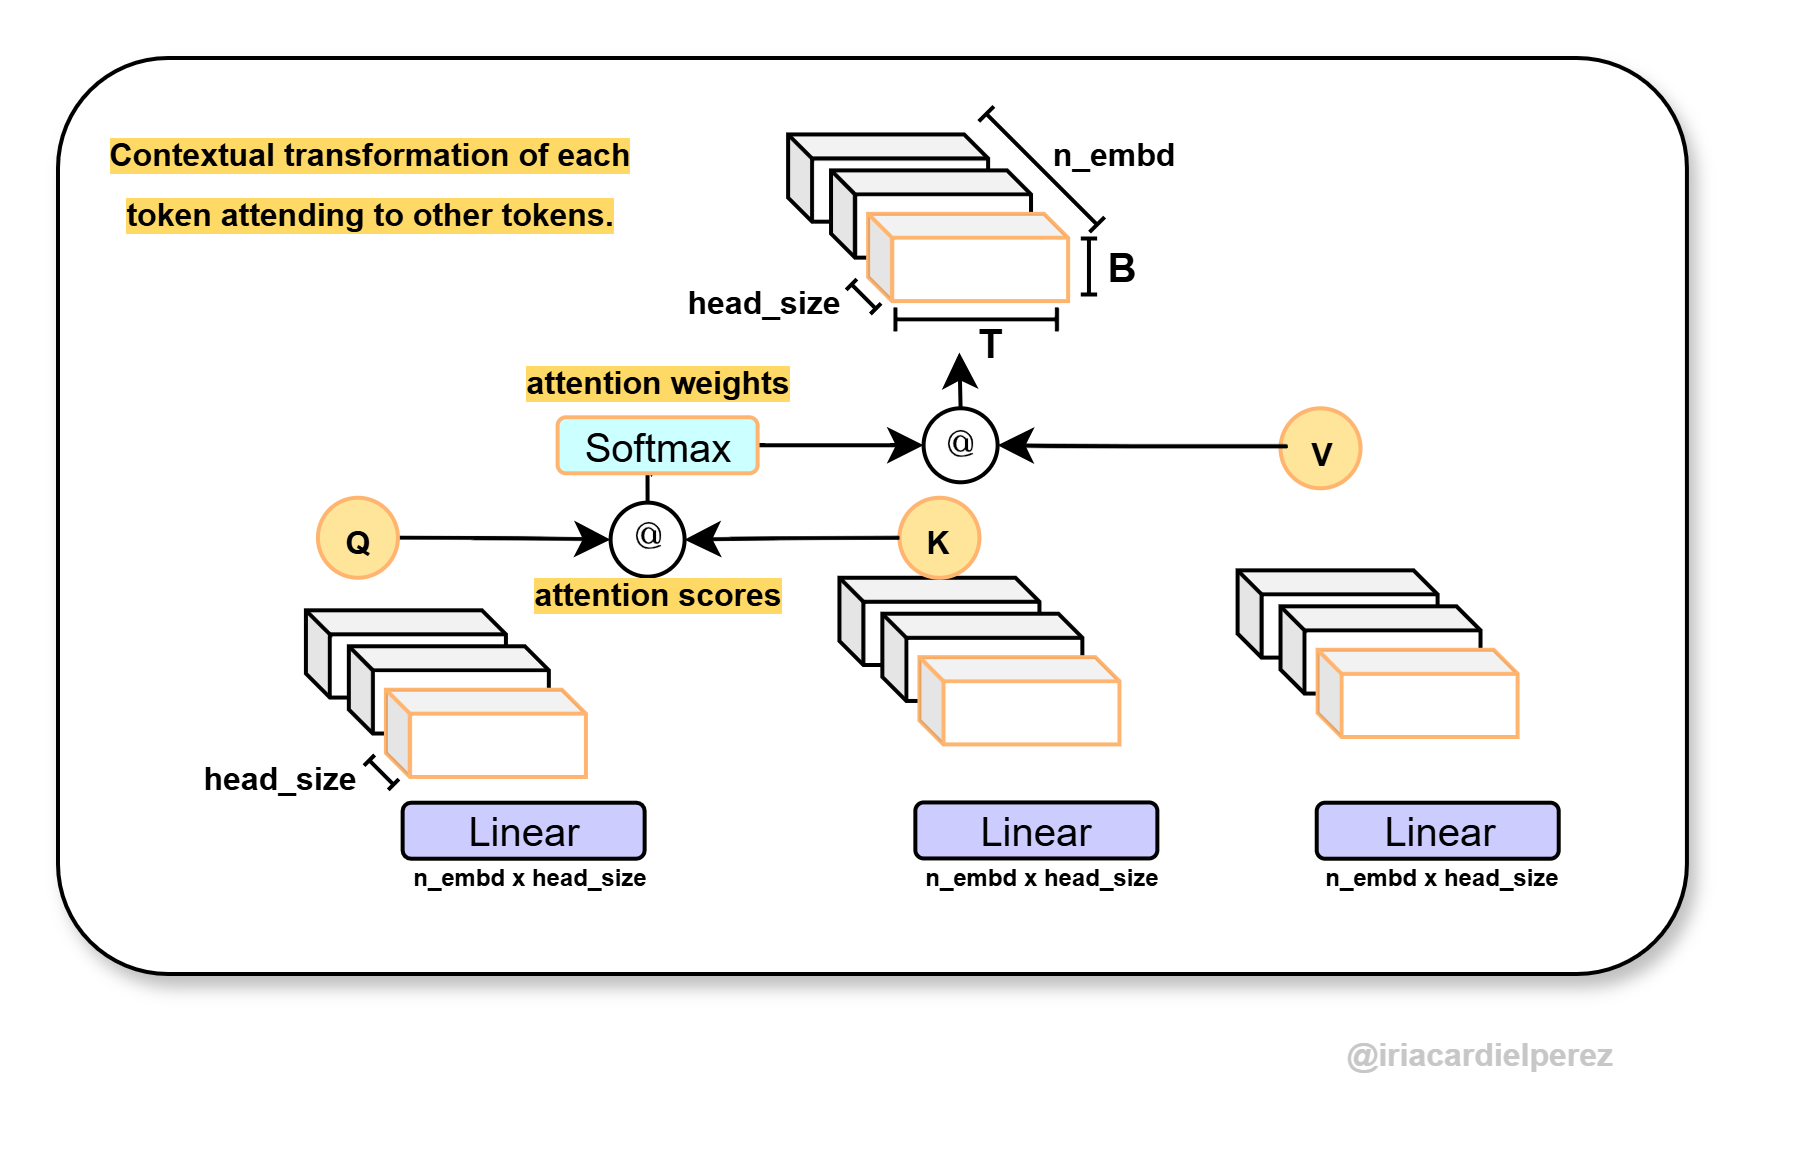 Contextual transformation of each
token attending to other tokens.
n_embd
B
head_size
T
attention weights
Softmax
@
V
Q
@
K
attention scores
head_size
Linear
Linear
Linear
n_embd x head_size
n_embd x head_size
n_embd x head_size
@iriacardielperez